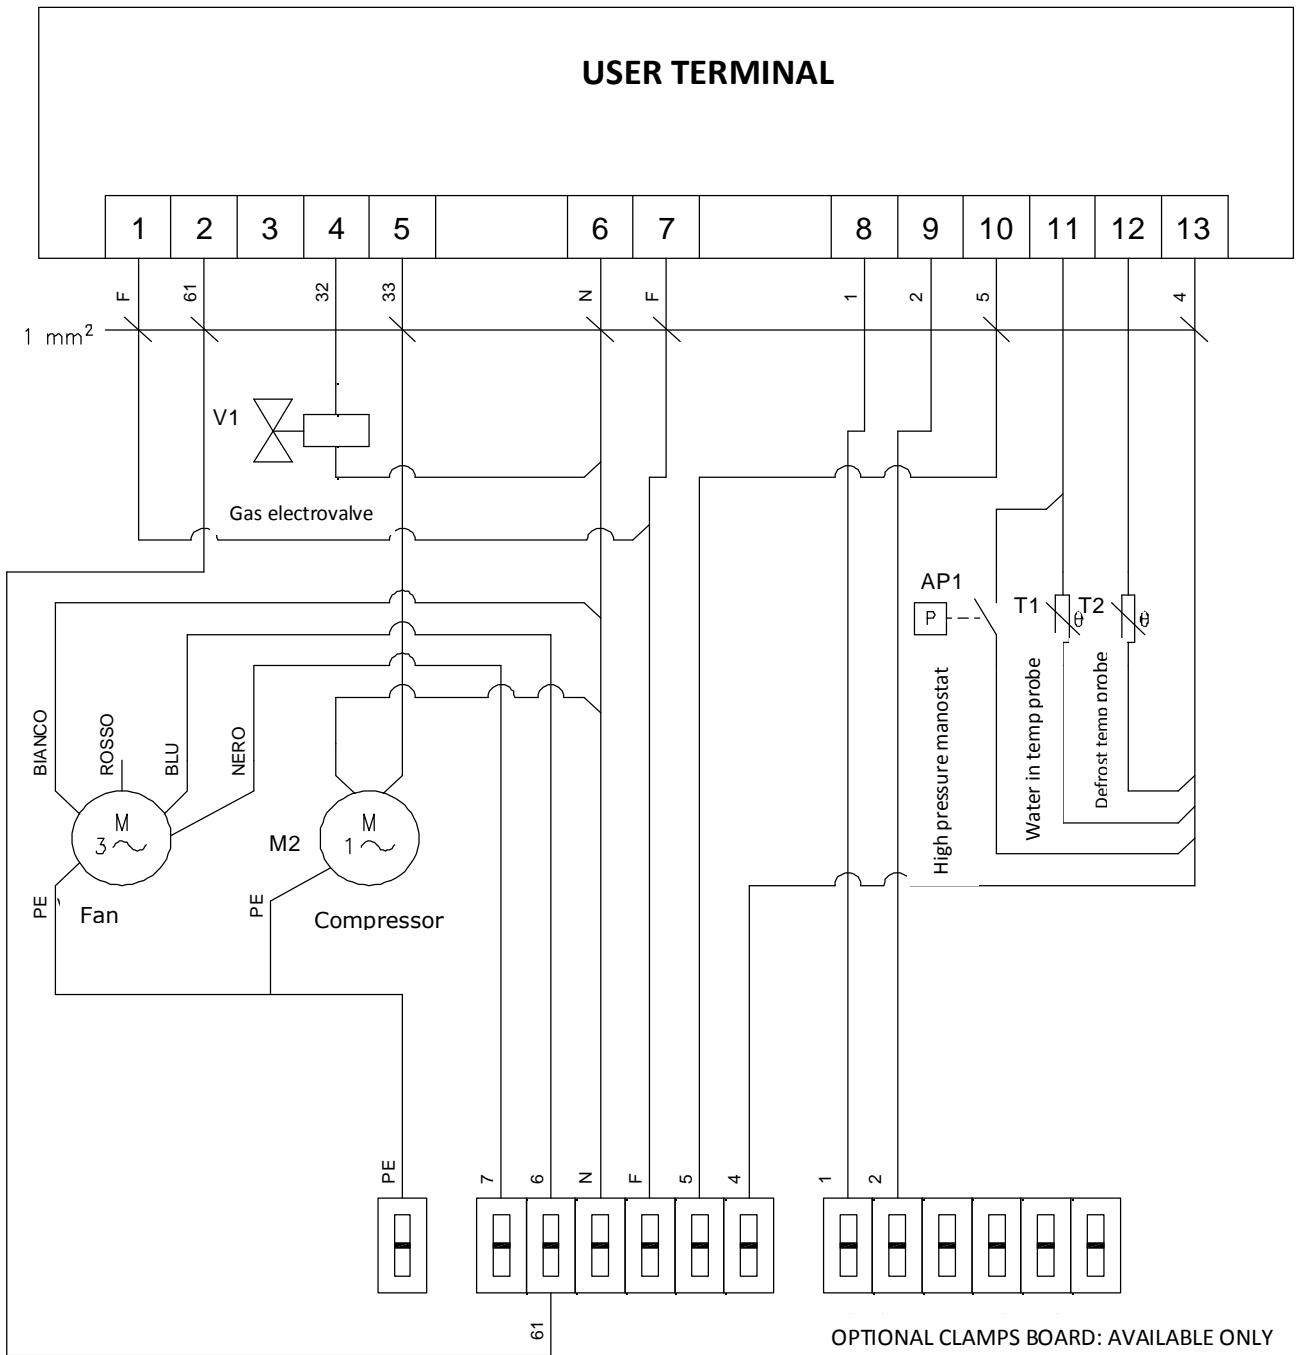 USER TERMINAL
1 2 3 4 5 6 7 8 9 10 11 12 13
F 61 32 33 N F 1 2 5 4
1 mm²
V1
Gas electrovalve
AP1
P
T1
θ
T2
θ
High pressure manostat
Water in temp probe
Defrost temp probe
BIANCO
ROSSO
BLU
NERO
M
3
M2
M
1
PE
Fan
PE
Compressor
PE 7 6 N F 5 4 1 2
61
OPTIONAL CLAMPS BOARD: AVAILABLE ONLY